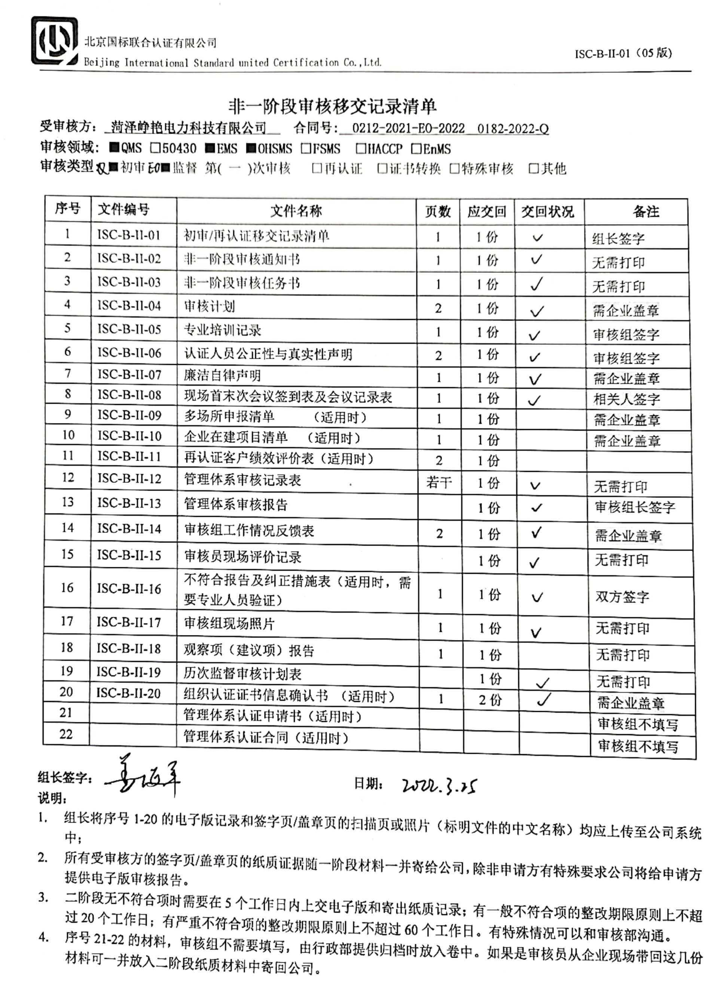 北京国标联合认证有限公司
Beijing International Standard united Certification Co.,Ltd.
ISC-B-II-01（05 版)
非一阶段审核移交记录清单
受审核方： 菏泽峥艳电力科技有限公司 合同号： 0212-2021-EO-2022 0182-2022-Q
审核领域：■QMS □50430 ■EMS ■OHSMS □FSMS □HACCP □EnMS
审核类型 Q ■初审 EO ■监督 第( 一 )次审核 □再认证 □证书转换 □特殊审核 □其他
序号 文件编号 文件名称 页数 应交回 交回状况 备注
1 ISC-B-II-01 初审/再认证移交记录清单 1 1 份 ✓ 组长签字
2 ISC-B-II-02 非一阶段审核通知书 1 1 份 ✓ 无需打印
3 ISC-B-II-03 非一阶段审核任务书 1 1 份 ✓ 无需打印
4 ISC-B-II-04 审核计划 2 1 份 ✓ 需企业盖章
5 ISC-B-II-05 专业培训记录 1 1 份 ✓ 审核组签字
6 ISC-B-II-06 认证人员公正性与真实性声明 2 1 份 ✓ 审核组签字
7 ISC-B-II-07 廉洁自律声明 1 1 份 ✓ 需企业盖章
8 ISC-B-II-08 现场首末次会议签到表及会议记录表 1 1 份 ✓ 相关人签字
9 ISC-B-II-09 多场所申报清单 （适用时） 1 1 份 需企业盖章
10 ISC-B-II-10 企业在建项目清单 （适用时） 1 1 份 需企业盖章
11 ISC-B-II-11 再认证客户绩效评价表（适用时） 2 1 份
12 ISC-B-II-12 管理体系审核记录表 若干 1 份 ✓ 无需打印
13 ISC-B-II-13 管理体系审核报告 1 份 ✓ 审核组长签字
14 ISC-B-II-14 审核组工作情况反馈表 2 1 份 ✓ 需企业盖章
15 ISC-B-II-15 审核员现场评价记录 1 份 ✓ 无需打印
16 ISC-B-II-16 不符合报告及纠正措施表（适用时，需
要专业人员验证） 1 1 份 ✓ 双方签字
17 ISC-B-II-17 审核组现场照片 1 1 份 ✓ 无需打印
18 ISC-B-II-18 观察项（建议项）报告 1 1 份 无需打印
19 ISC-B-II-19 历次监督审核计划表 1 份 ✓ 无需打印
20 ISC-B-II-20 组织认证证书信息确认书 （适用时） 1 2 份 ✓ 需企业盖章
21 管理体系认证申请书（适用时） 审核组不填写
22 管理体系认证合同（适用时） 审核组不填写
组长签字： 日期： 2022.3.25
说明：
1. 组长将序号 1-20 的电子版记录和签字页/盖章页的扫描页或照片（标明文件的中文名称）均应上传至公司系统
中；
2. 所有受审核方的签字页/盖章页的纸质证据随一阶段材料一并寄给公司，除非申请方有特殊要求公司将给申请方
提供电子版审核报告。
3. 二阶段无不符合项时需要在 5 个工作日内上交电子版和寄出纸质记录；有一般不符合项的整改期限原则上不超
过 20 个工作日；有严重不符合项的整改期限原则上不超过 60 个工作日。有特殊情况可以和审核部沟通。
4. 序号 21-22 的材料，审核组不需要填写，由行政部提供归档时放入卷中。如果是审核员从企业现场带回这几份
材料可一并放入二阶段纸质材料中寄回公司。